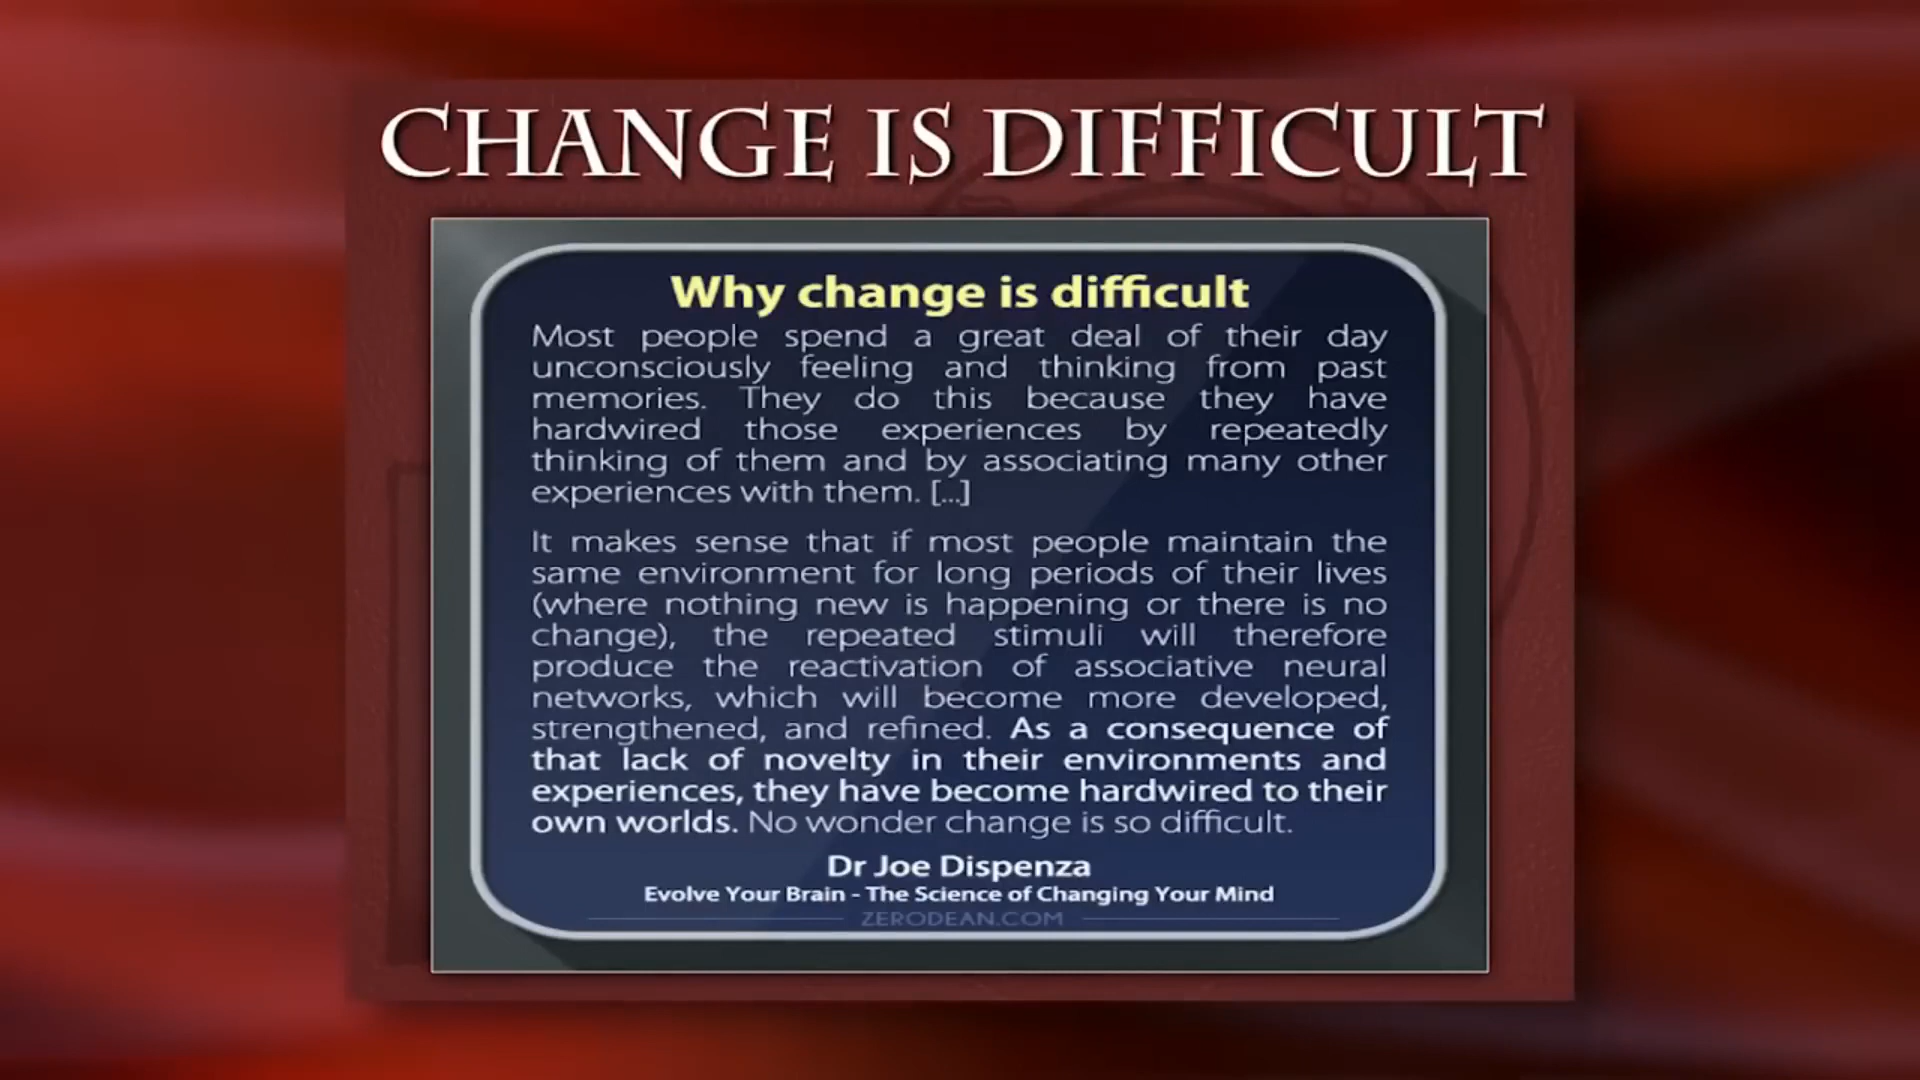 CHANGE IS DIFFICULT
Why change is difficult
Most people spend a great deal of their day
unconsciously feeling and thinking from past
memories. They do this because they have
hardwired those experiences by repeatedly
thinking of them and by associating many other
experiences with them. [...]
It makes sense that if most people maintain the
same environment for long periods of their lives
(where nothing new is happening or there is no
change), the repeated stimuli will therefore
produce the reactivation of associative neural
networks, which will become more developed,
strengthened, and refined. As a consequence of
that lack of novelty in their environments and
experiences, they have become hardwired to their
own worlds. No wonder change is so difficult.
Dr Joe Dispenza
Evolve Your Brain - The Science of Changing Your Mind
ZERODEAN.COM